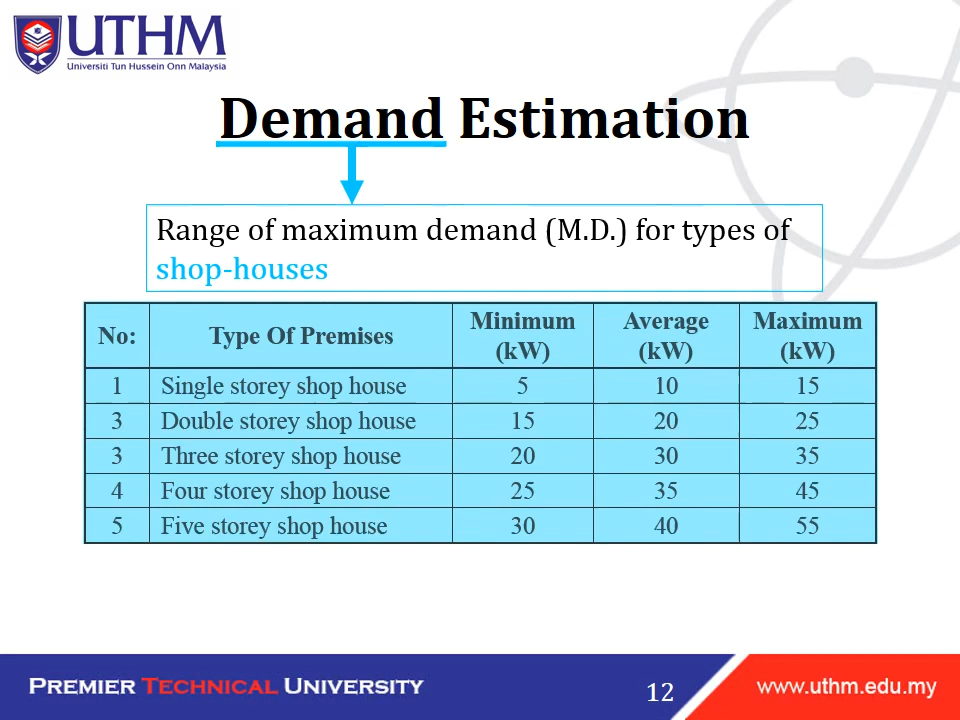 UTHM
Universiti Tun Hussein Onn Malaysia
Demand Estimation
Range of maximum demand (M.D.) for types of
shop-houses
No: Type Of Premises Minimum (kW) Average (kW) Maximum (kW)
1 Single storey shop house 5 10 15
3 Double storey shop house 15 20 25
3 Three storey shop house 20 30 35
4 Four storey shop house 25 35 45
5 Five storey shop house 30 40 55
PREMIER TECHNICAL UNIVERSITY
12
www.uthm.edu.my